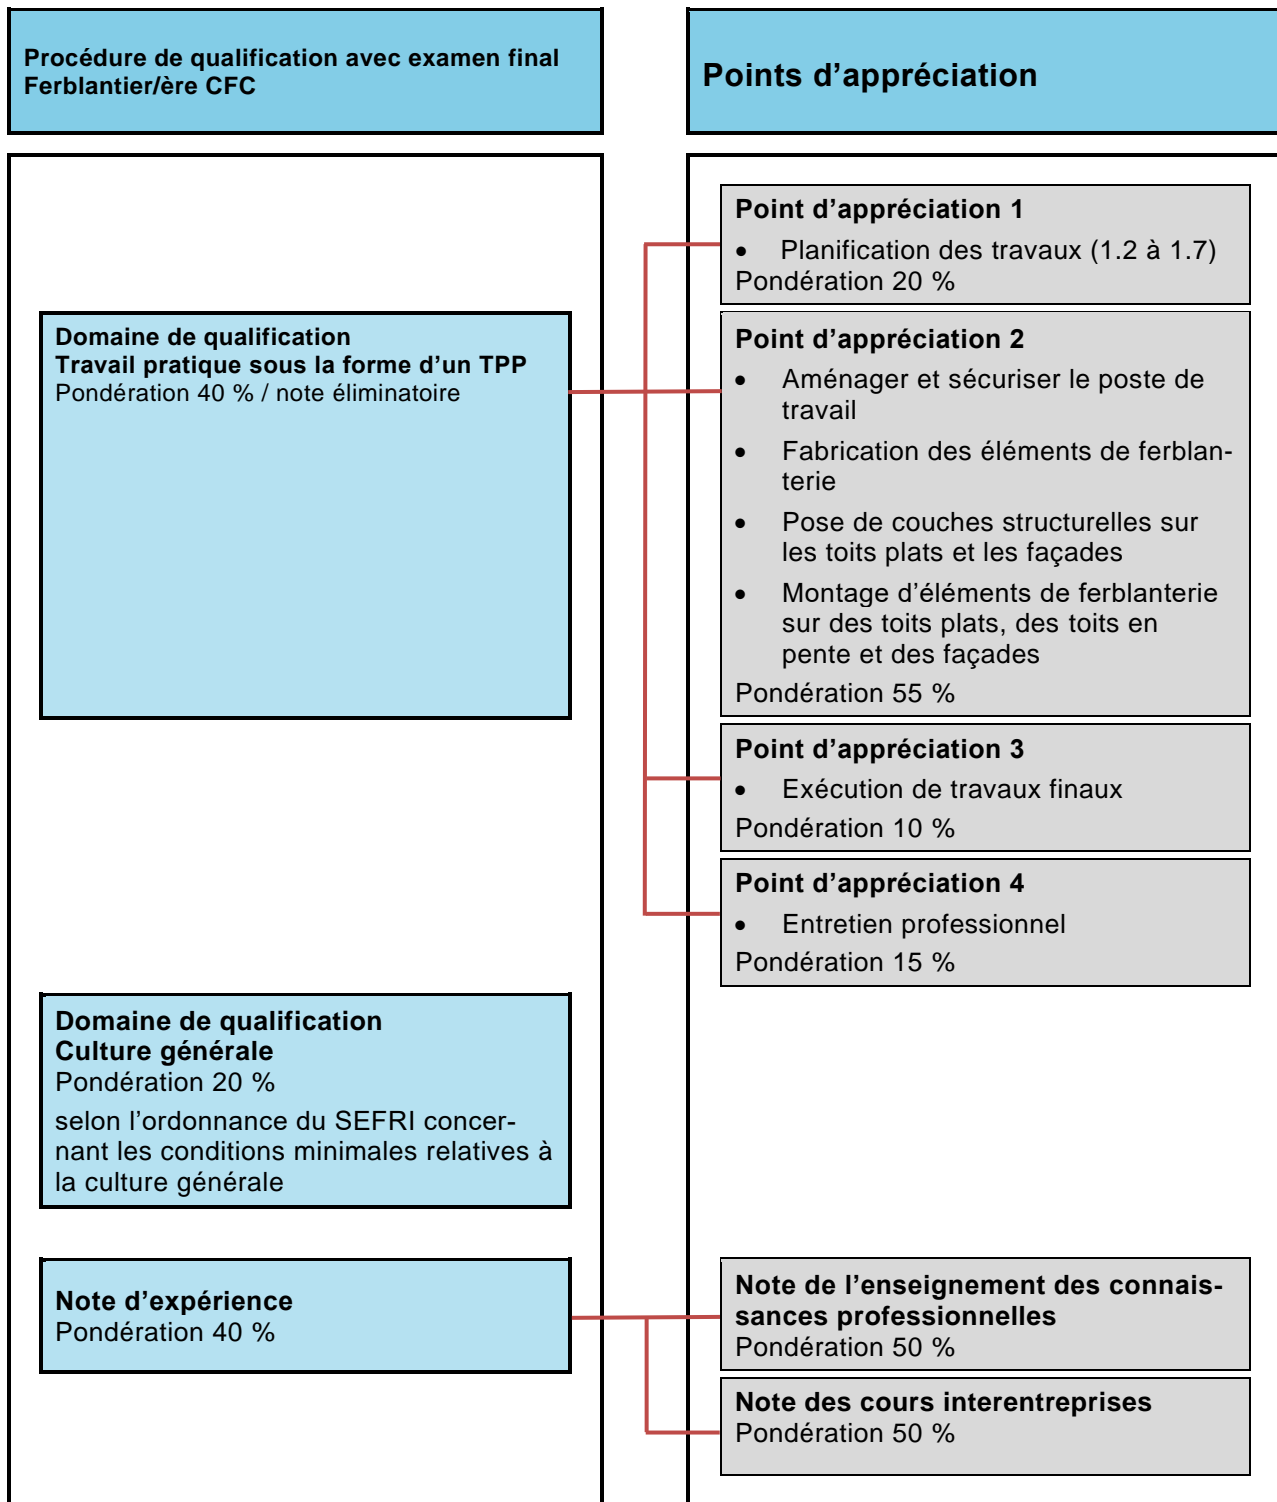 Procédure de qualification avec examen final
Ferblantier/ère CFC
Points d’appréciation
Domaine de qualification
Travail pratique sous la forme d’un TPP
Pondération 40 % / note éliminatoire
Point d’appréciation 1
• Planification des travaux (1.2 à 1.7)
Pondération 20 %
Point d’appréciation 2
• Aménager et sécuriser le poste de
travail
• Fabrication des éléments de ferblan-
terie
• Pose de couches structurelles sur
les toits plats et les façades
• Montage d’éléments de ferblanterie
sur des toits plats, des toits en
pente et des façades
Pondération 55 %
Point d’appréciation 3
• Exécution de travaux finaux
Pondération 10 %
Point d’appréciation 4
• Entretien professionnel
Pondération 15 %
Domaine de qualification
Culture générale
Pondération 20 %
selon l’ordonnance du SEFRI concer-
nant les conditions minimales relatives à
la culture générale
Note d’expérience
Pondération 40 %
Note de l’enseignement des connais-
sances professionnelles
Pondération 50 %
Note des cours interentreprises
Pondération 50 %